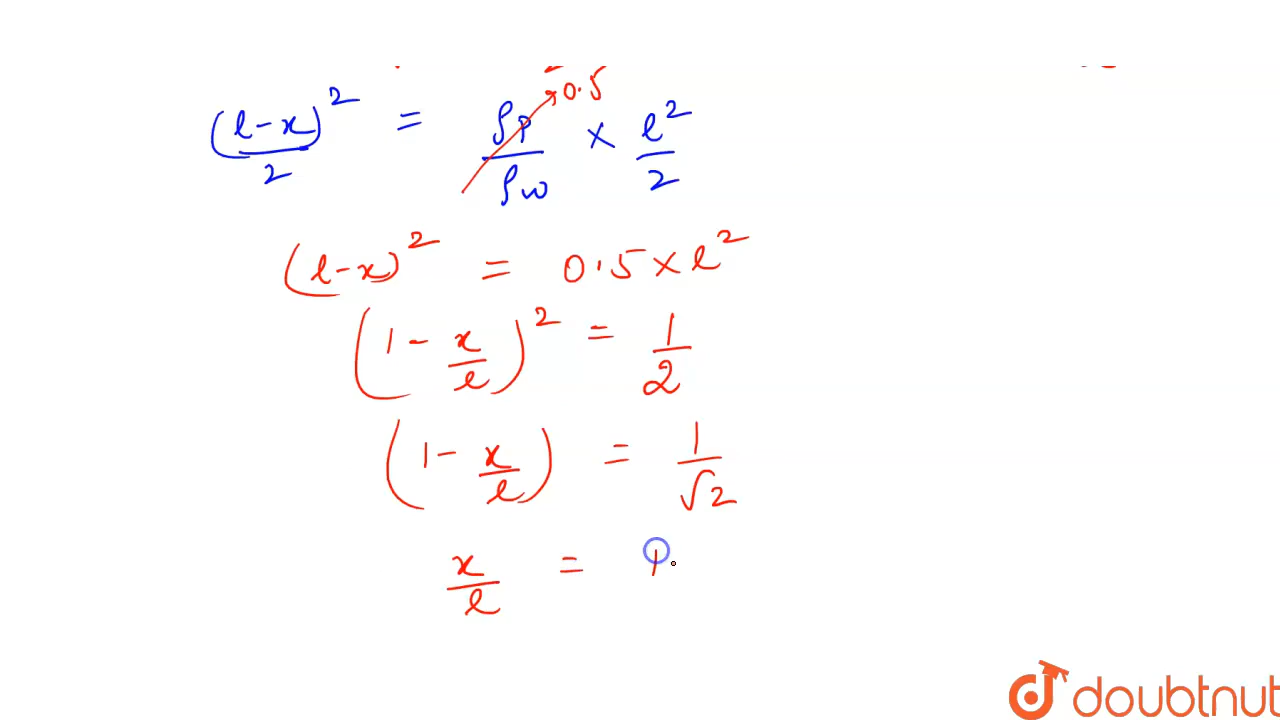 0.5
(l-x)²/2 = ρP/ρw × l²/2
(l-x)² = 0.5 × l²
(1 - x/l)² = 1/2
(1 - x/l) = 1/√2
x/l = 1
doubtnut